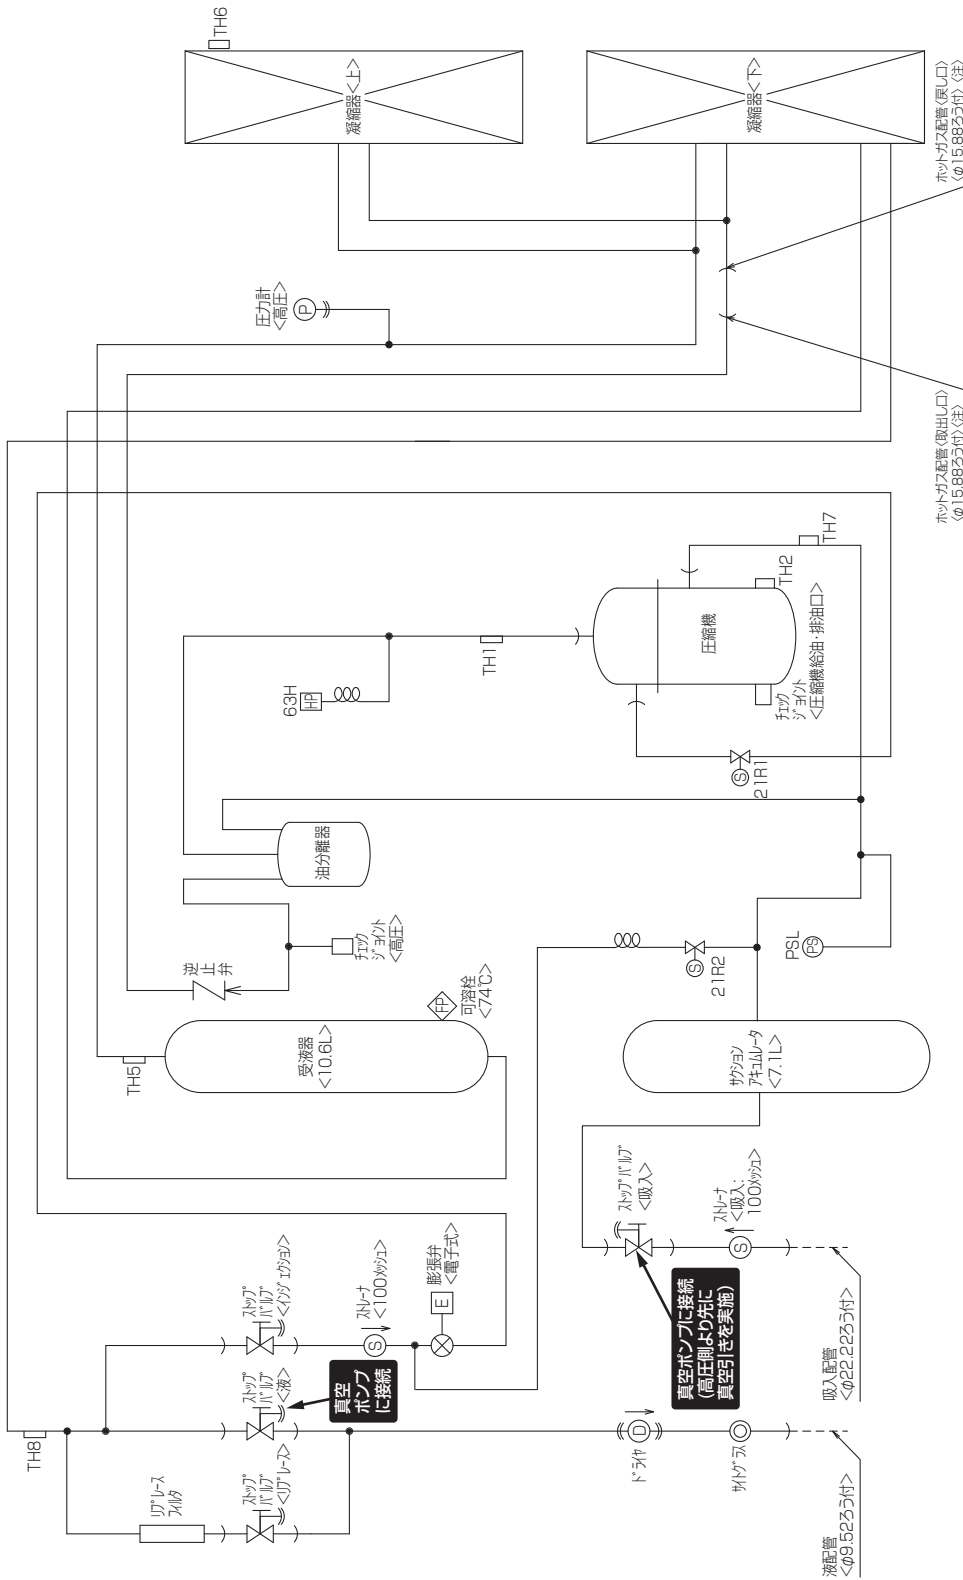 TH6
凝縮器<上>
凝縮器<下>
ホットガス配管<戻し口>
<φ15.88ろう付><注>
圧力計
<高圧>
P
ホットガス配管<取出し口>
<φ15.88ろう付><注>
63H
HP
TH1
圧縮機
TH2
TH7
チェック
ジョイント
<圧縮機給油・排油口>
S
21R1
油分離器
チェック
ジョイント
<高圧>
逆止弁
PSL
PS
S
21R2
FP
可溶栓
<74℃>
受液器
<10.6L>
TH5
サクション
アキュムレータ
<7.1L>
ストップバルブ
<吸入>
ストレーナ
<吸入:
100メッシュ>
S
真空ポンプに接続
(高圧側より先に
真空引きを実施)
吸入配管
<φ22.22ろう付>
ストップ
バルブ
<インジェクション>
ストレーナ
<100メッシュ>
S
膨張弁
<電子式>
E
ストップ
バルブ
<液>
真空
ポンプ
に接続
TH8
リプレース
フィルタ
ストップ
バルブ
<リプレース>
ドライヤ
D
サイトグラス
液配管
<φ9.52ろう付>